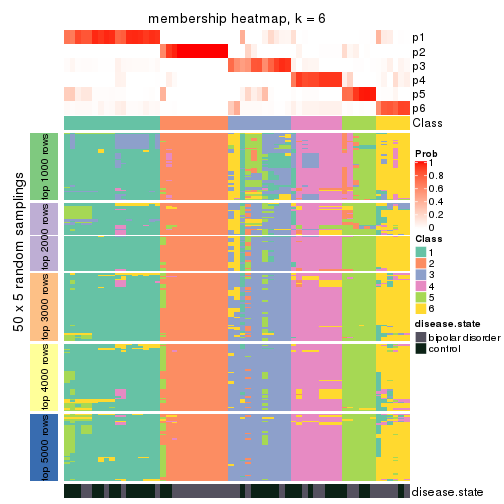 membership heatmap, k = 6
p1
p2
p3
p4
p5
p6
Class
50 x 5 random samplings
top 1000 rows
top 2000 rows
top 3000 rows
top 4000 rows
top 5000 rows
Prob
1
0.8
0.6
0.4
0.2
0
Class
1
2
3
4
5
6
disease.state
bipolar disorder
control
disease.state